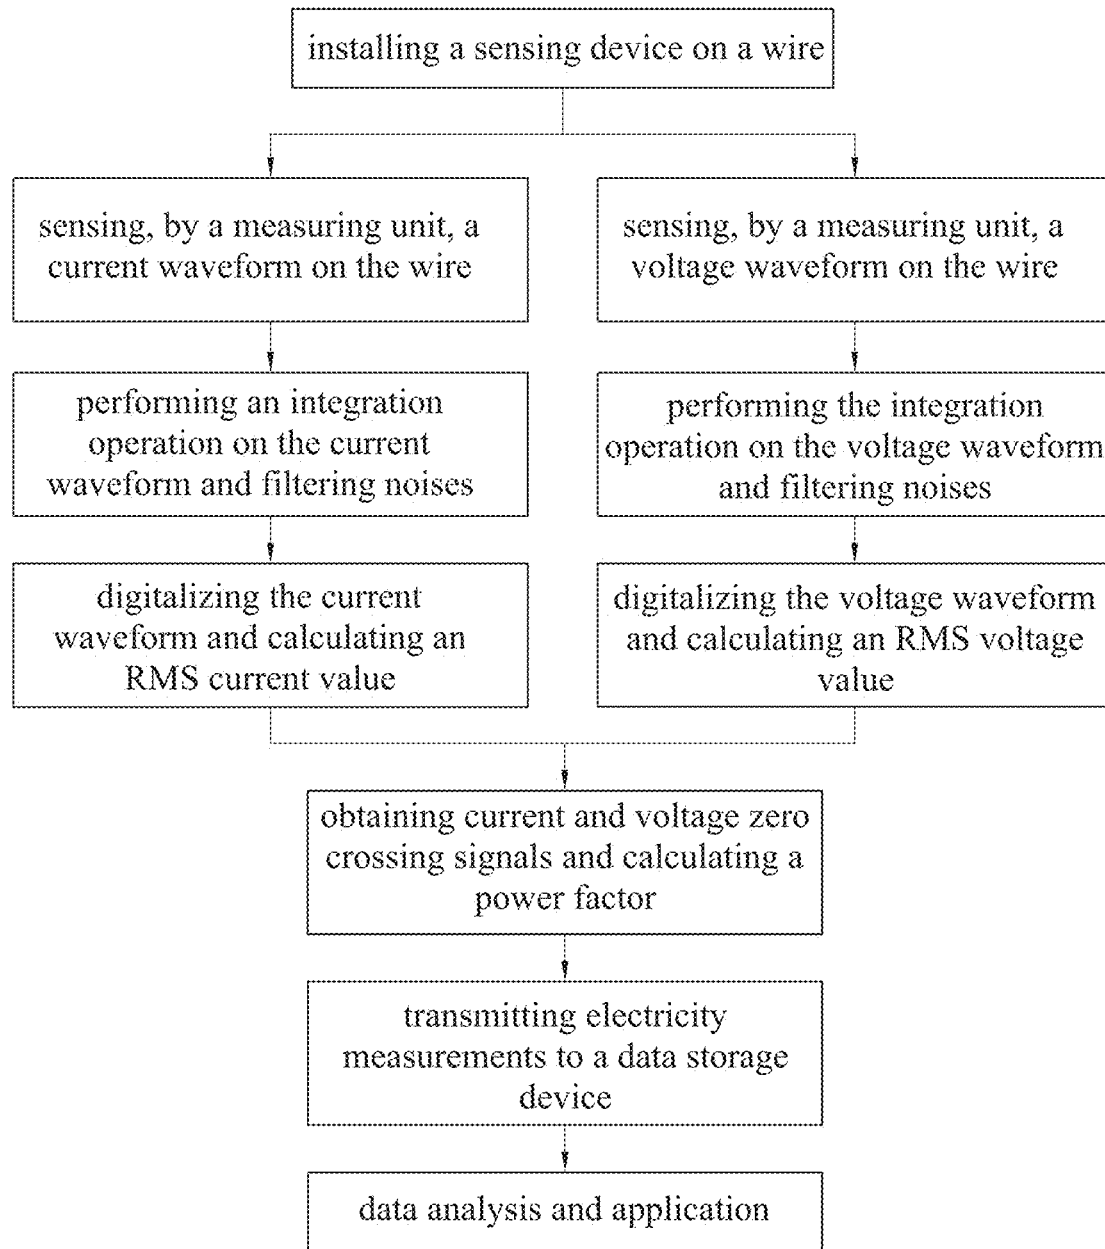 installing a sensing device on a wire
sensing, by a measuring unit, a
current waveform on the wire
sensing, by a measuring unit, a
voltage waveform on the wire
performing an integration
operation on the current
waveform and filtering noises
performing the integration
operation on the voltage waveform
and filtering noises
digitalizing the current
waveform and calculating an
RMS current value
digitalizing the voltage waveform
and calculating an RMS voltage
value
obtaining current and voltage zero
crossing signals and calculating a
power factor
transmitting electricity
measurements to a data storage
device
data analysis and application